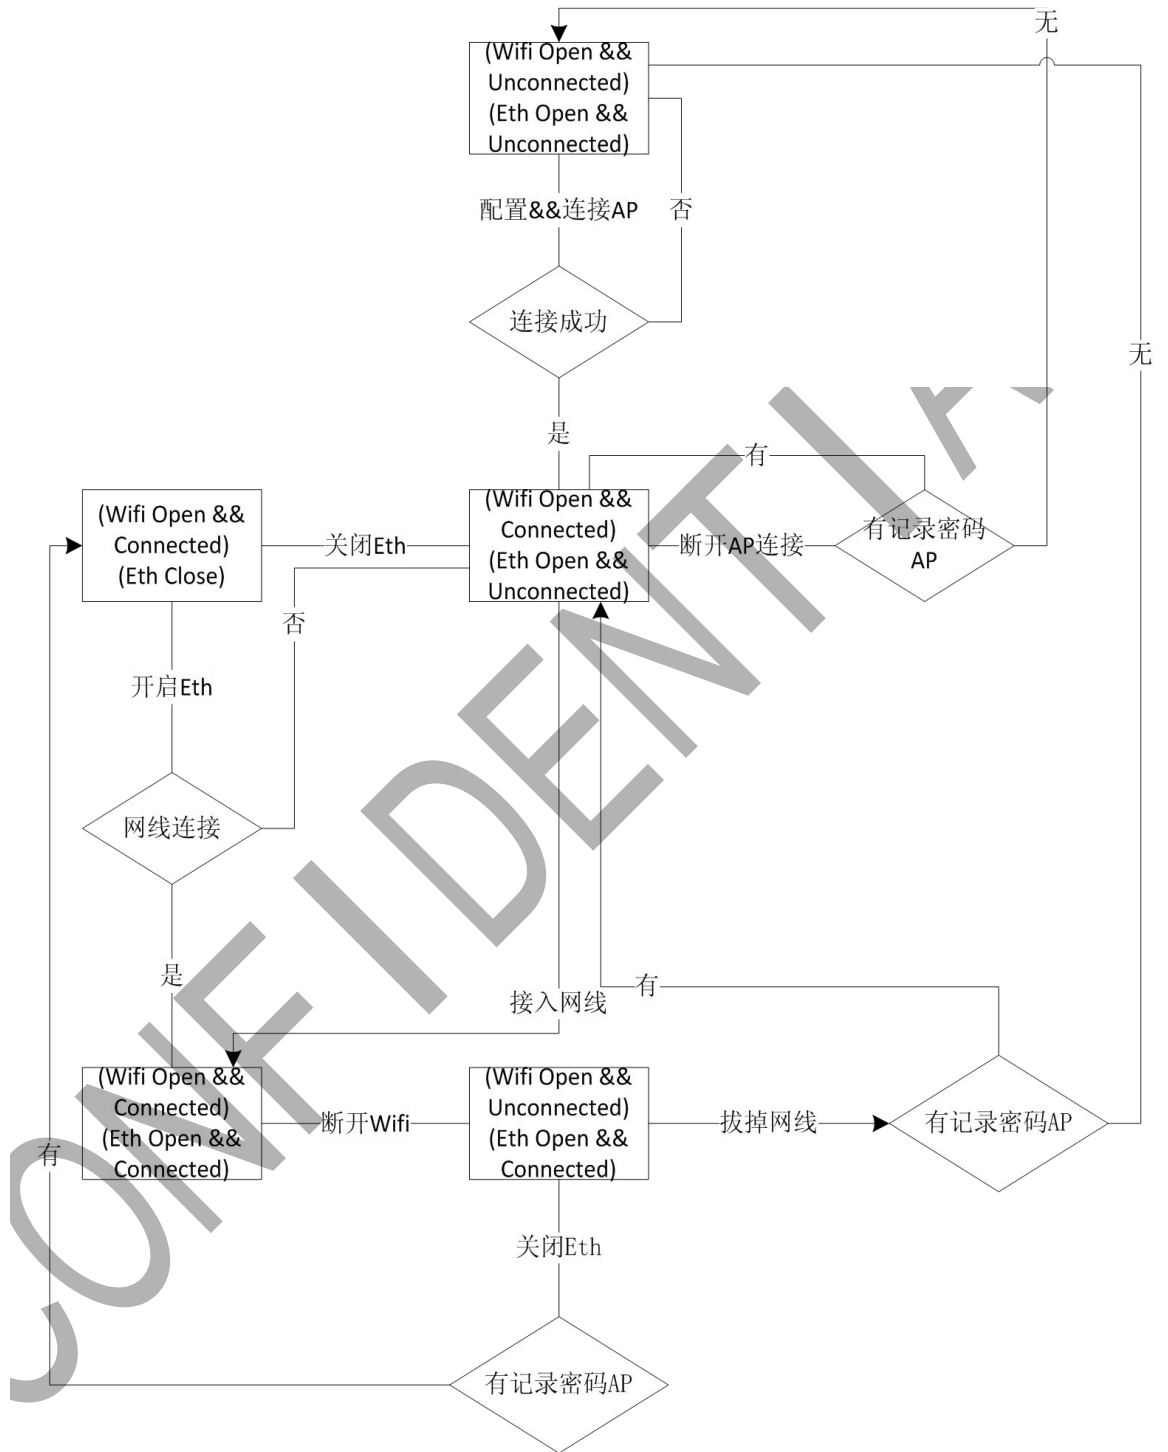 无
(Wifi Open &&
Unconnected)
(Eth Open &&
Unconnected)
配置&&连接AP
否
连接成功
无
是
有
(Wifi Open &&
Connected)
(Eth Close)
关闭Eth
(Wifi Open &&
Connected)
(Eth Open &&
Unconnected)
断开AP连接
有记录密码
AP
否
开启Eth
网线连接
是
接入网线
有
(Wifi Open &&
Connected)
(Eth Open &&
Connected)
断开Wifi
(Wifi Open &&
Unconnected)
(Eth Open &&
Connected)
拔掉网线
有记录密码AP
有
关闭Eth
有记录密码AP
CONFIDENTIA